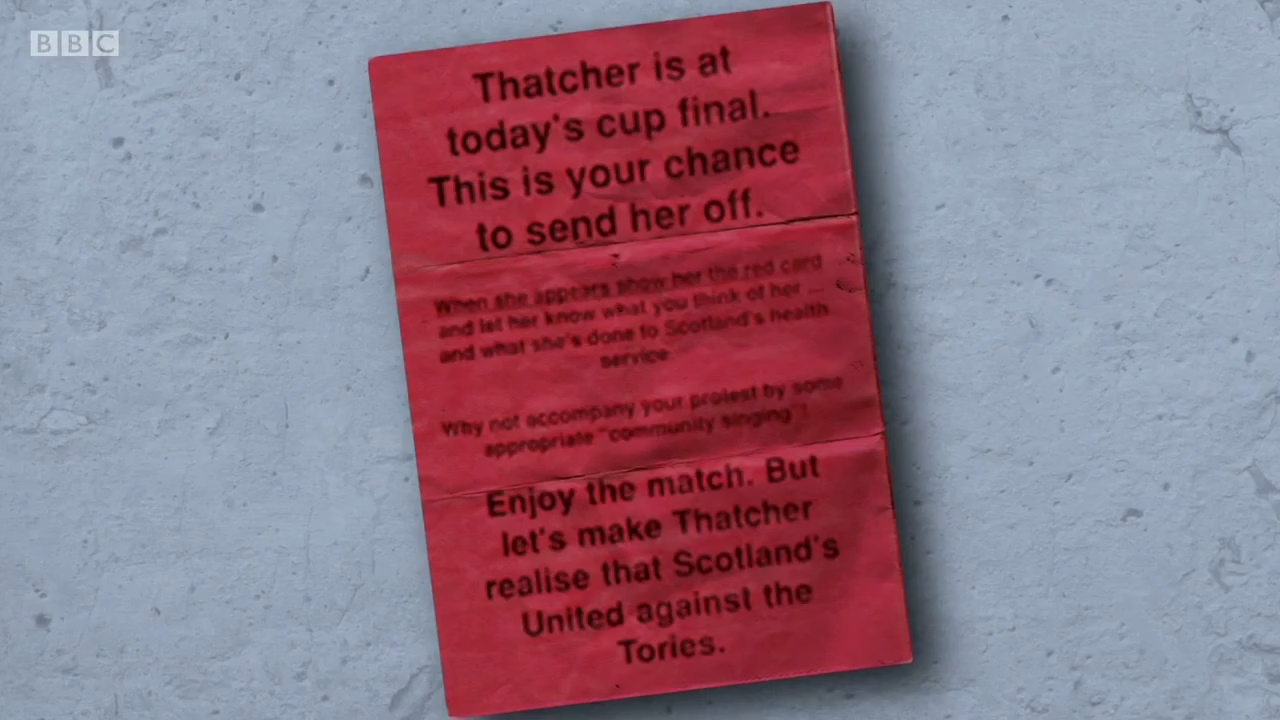 BBC
Thatcher is at
today's cup final.
This is your chance
to send her off.
When she appears show her the red card
and let her know what you think of her ...
and what she's done to Scotland's health
service
Why not accompany your protest by some
appropriate "community singing"!
Enjoy the match. But
let's make Thatcher
realise that Scotland's
United against the
Tories.